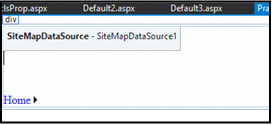 lsProp.aspx Default2.aspx Default3.aspx Pra
div
SiteMapDataSource - SiteMapDataSource1
Home